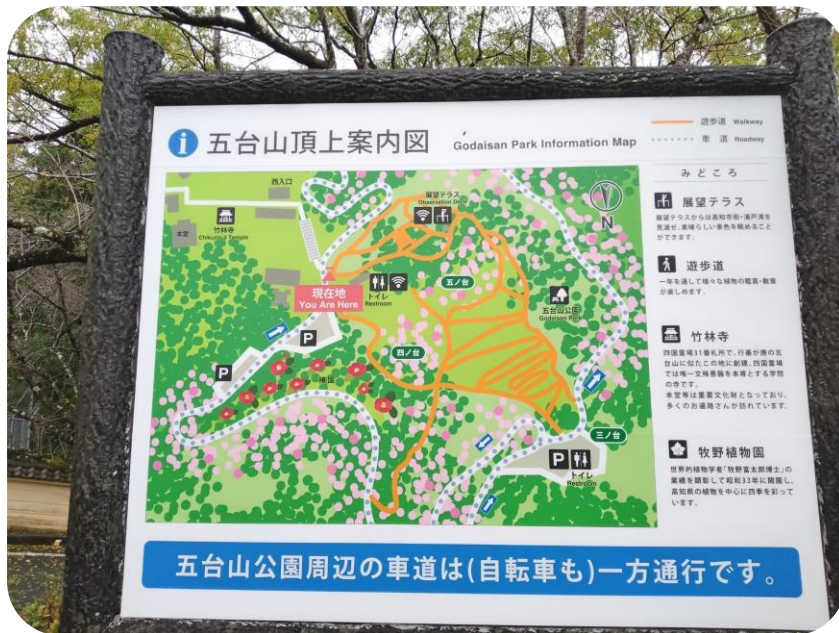 i 五台山頂上案内図 Godaisan Park Information Map
遊歩道 Walkway
車道 Roadway
みどころ
展望テラス
展望テラスからは高知市街・浦戸湾を
見渡せ、素晴らしい景色を眺めること
ができます。
遊歩道
一年を通して様々な植物の鑑賞・散策
が楽しめます。
竹林寺
四国霊場31番札所で、行基が唐の五
台山に似たこの地に創建。四国霊場
では唯一文殊菩薩を本尊とする学問
の寺です。
本堂等は重要文化財となっており、
多くのお遍路さんが訪れています。
牧野植物園
世界的植物学者「牧野富太郎博士」の
業績を顕彰して昭和33年に開園し、
高知県の植物を中心に四季を彩って
います。
西入口
展望テラス
Observation Deck
N
竹林寺
Chikurin-ji Temple
本堂
現在地
You Are Here
トイレ
Restroom
五ノ台
五台山公園
Godaisan Park
P
P
四ノ台
椿園
三ノ台
P
トイレ
Restroom
五台山公園周辺の車道は(自転車も)一方通行です。